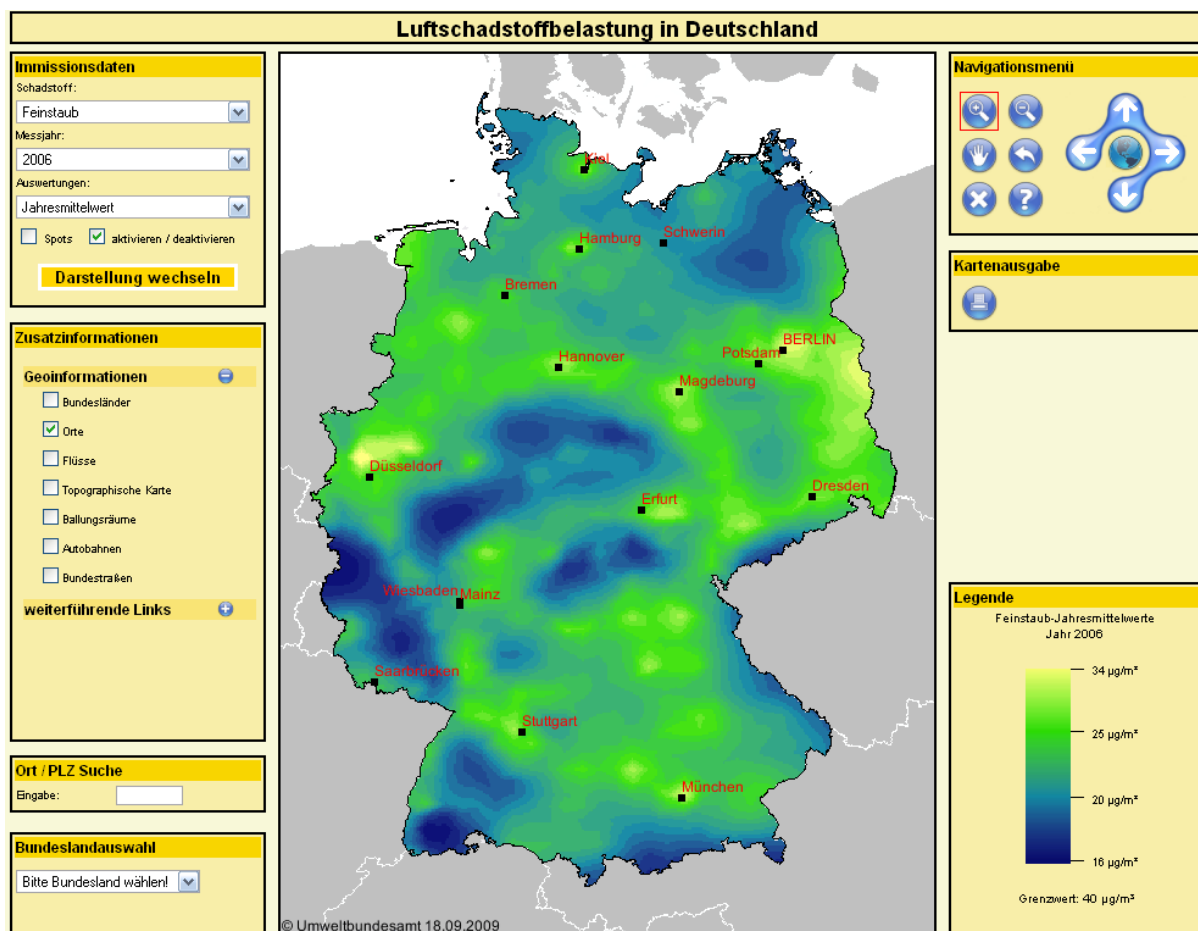 Luftschadstoffbelastung in Deutschland
Immissionsdaten
Schadstoff:
Feinstaub
Messjahr:
2006
Auswertungen:
Jahresmittelwert
Spots aktivieren / deaktivieren
Darstellung wechseln
Zusatzinformationen
Geoinformationen
Bundesländer
Orte
Flüsse
Topographische Karte
Ballungsräume
Autobahnen
Bundestraßen
weiterführende Links
Ort / PLZ Suche
Eingabe:
Bundeslandauswahl
Bitte Bundesland wählen!
Kiel
Hamburg
Schwerin
Bremen
BERLIN
Potsdam
Hannover
Magdeburg
Düsseldorf
Dresden
Erfurt
Wiesbaden
Mainz
Saarbrücken
Stuttgart
München
© Umweltbundesamt 18.09.2009
Navigationsmenü
?
Kartenausgabe
Legende
Feinstaub-Jahresmittelwerte
Jahr 2006
34 µg/m³
25 µg/m³
20 µg/m³
16 µg/m³
Grenzwert: 40 µg/m³